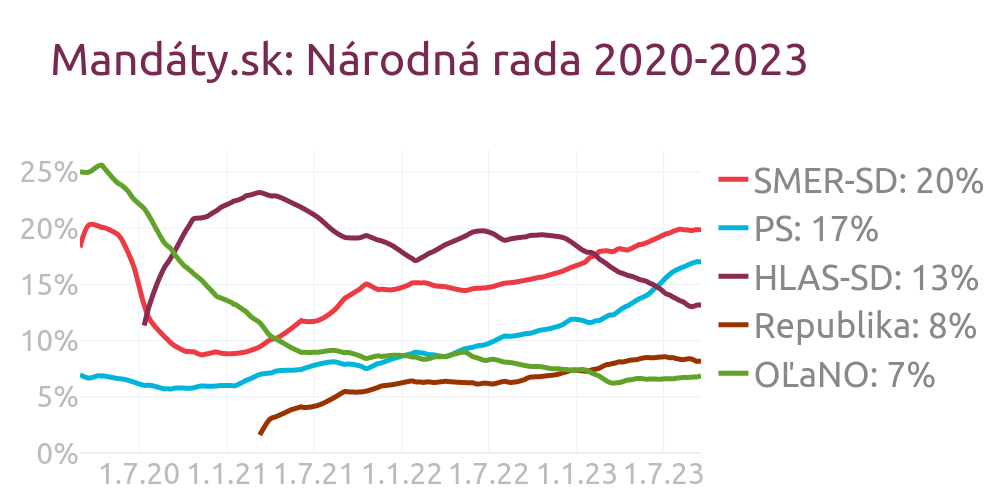 Mandáty.sk: Národná rada 2020-2023
25%
20%
15%
10%
5%
0%
1.7.20 1.1.21 1.7.21 1.1.22 1.7.22 1.1.23 1.7.23
SMER-SD: 20%
PS: 17%
HLAS-SD: 13%
Republika: 8%
OĽaNO: 7%